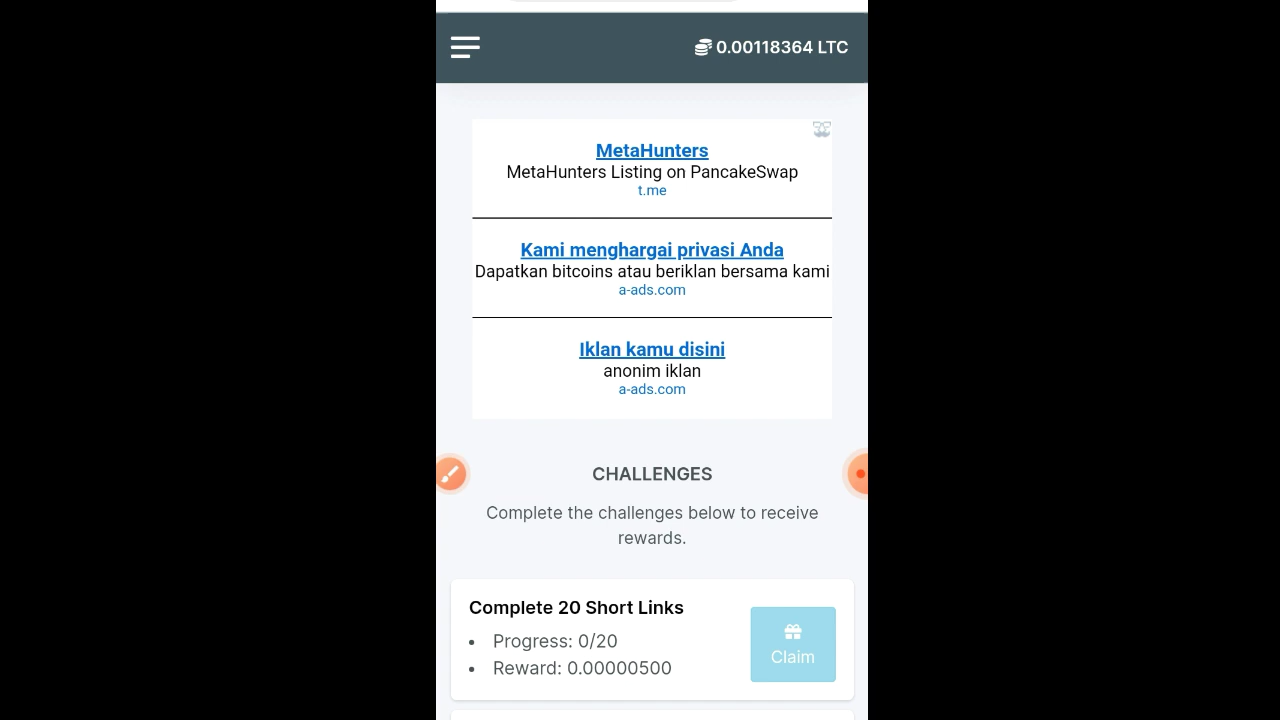 0.00118364 LTC
MetaHunters
MetaHunters Listing on PancakeSwap
t.me
Kami menghargai privasi Anda
Dapatkan bitcoins atau beriklan bersama kami
a-ads.com
Iklan kamu disini
anonim iklan
a-ads.com
CHALLENGES
Complete the challenges below to receive
rewards.
Complete 20 Short Links
• Progress: 0/20
• Reward: 0.00000500
Claim